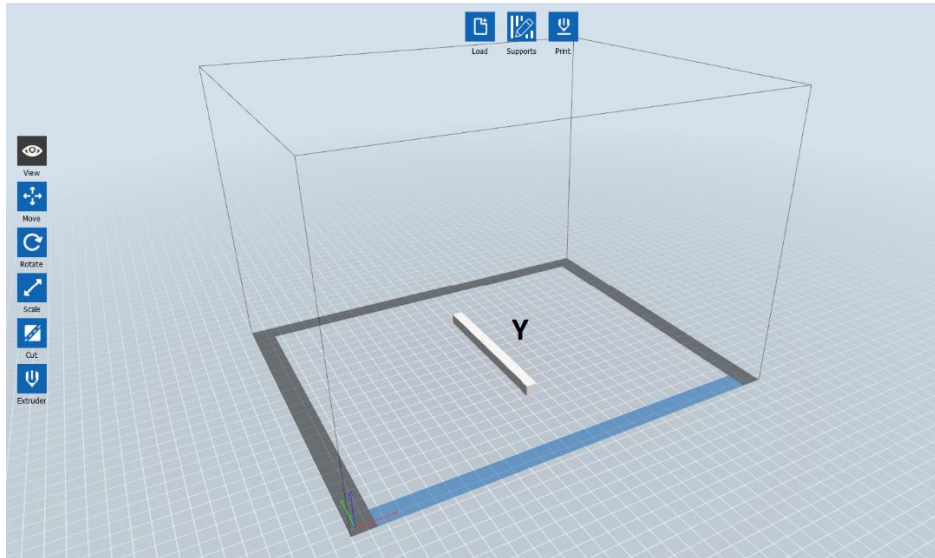 Load Supports Print
View
Move
Rotate
Scale
Cut
Extruder
Y